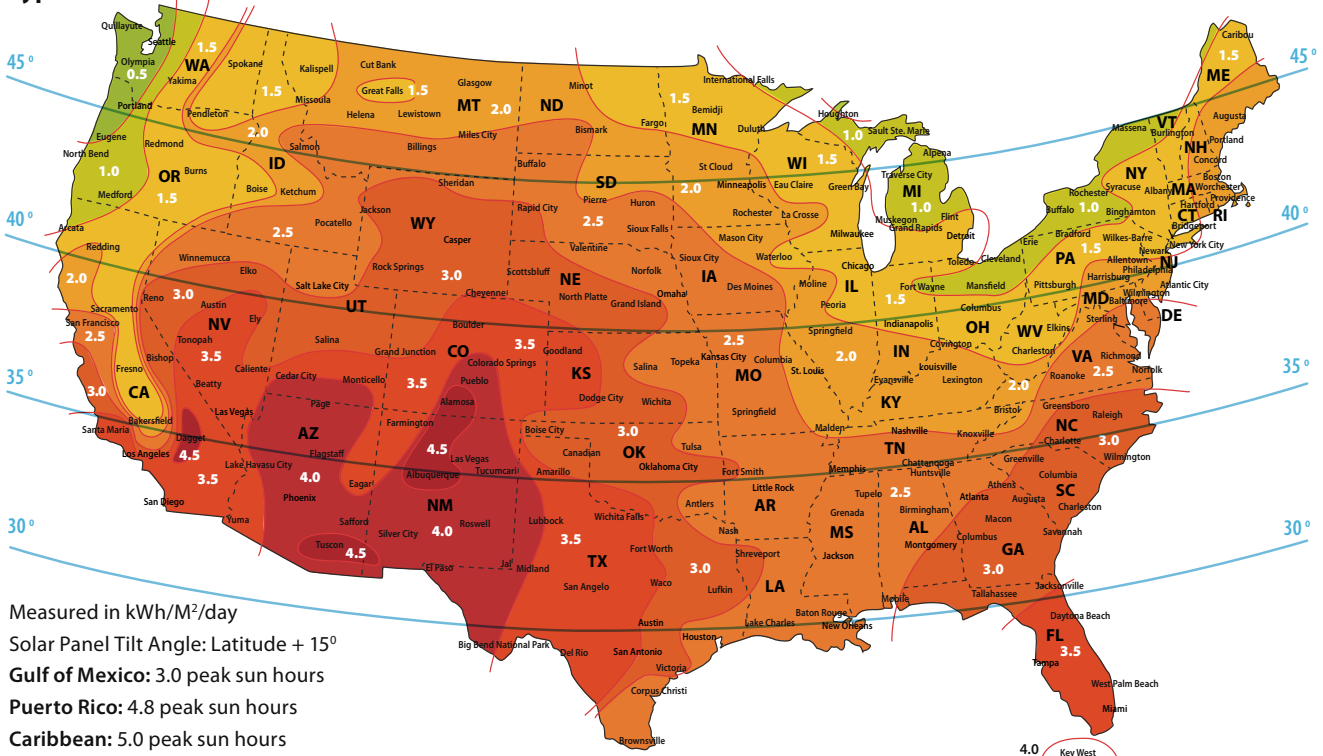 Quillayute
Seattle
Olympia
0.5
WA
1.5
Yakima
Spokane
1.5
Kalispell
Missoula
Cut Bank
Great Falls 1.5
Helena
Lewistown
Glasgow
MT 2.0
Miles City
Billings
ND
Minot
Bismark
Fargo
1.5
Bemidji
MN
International Falls
Duluth
Houghton
1.0
Sault Ste. Marie
Alpena
Traverse City
MI
1.0
Muskegon
Grand Rapids
Flint
Detroit
Caribou
1.5
ME
Augusta
Portland
VT
Massena
Burlington
NH
Concord
Boston
Worchester
Providence
MA
Hartford
CT
RI
Bridgeport
NY
Syracuse
Albany
Rochester
Buffalo
1.0
Binghamton
45⁰
45⁰
Portland
Pendleton
2.0
Eugene
North Bend
1.0
Medford
Redmond
OR
Burns
1.5
Salmon
ID
Boise
Ketchum
Pocatello
2.5
Jackson
WY
Casper
Rock Springs
3.0
Cheyenne
Sheridan
Buffalo
SD
Pierre
Rapid City
2.5
Huron
Sioux Falls
Valentine
St Cloud
2.0
Minneapolis
Eau Claire
WI
1.5
Green Bay
Rochester
La Crosse
Mason City
Milwaukee
Waterloo
Scottsbluff
NE
North Platte
Norfolk
Grand Island
Sioux City
Omaha
IA
Des Moines
Moline
Chicago
IL
Peoria
Springfield
1.5
Fort Wayne
Toledo
Cleveland
Mansfield
Erie
Bradford
1.5
PA
Pittsburgh
Wilkes-Barre
Allentown
Harrisburg
Philadelphia
Newark
New York City
NJ
Atlantic City
Wilmington
MD
Baltimore
DE
Sterling
40⁰
40⁰
Arcata
Redding
2.0
Sacramento
San Francisco
2.5
Winnemucca
Elko
Reno
3.0
Austin
NV
Ely
Tonopah
3.5
Bishop
Beatty
Caliente
Salt Lake City
UT
Salina
Cedar City
Monticello
Grand Junction
CO
Boulder
Colorado Springs
Pueblo
3.5
Alamosa
3.5
Goodland
KS
Salina
Dodge City
Wichita
Topeka
Kansas City
2.5
Columbia
MO
Springfield
St. Louis
2.0
Indianapolis
IN
Evansville
Louisville
Lexington
KY
Covington
Columbus
OH
WV
Elkins
Charleston
2.0
VA
Richmond
Roanoke
2.5
Norfolk
Bristol
Greensboro
Raleigh
35⁰
35⁰
Fresno
3.0
CA
Bakersfield
Santa Maria
Los Angeles
Dagget
4.5
3.5
San Diego
Yuma
Las Vegas
Lake Havasu City
Page
AZ
Flagstaff
4.0
Phoenix
Eagar
Safford
Tuscon
4.5
Farmington
4.5
Las Vegas
Albuquerque
Tucumcari
NM
4.0
Silver City
Roswell
El Paso
Jal
Boise City
Canadian
Amarillo
3.0
OK
Oklahoma City
Tulsa
Fort Smith
Antlers
Little Rock
AR
Nash
Malden
Nashville
TN
Knoxville
Memphis
Chattanooga
Huntsville
NC
Charlotte
3.0
Wilmington
Greenville
Columbia
SC
Charleston
Athens
Augusta
Atlanta
Macon
Columbus
GA
3.0
Savannah
Tupelo
2.5
Birmingham
AL
Montgomery
Grenada
MS
Jackson
30⁰
30⁰
Lubbock
Midland
Wichita Falls
3.5
TX
Fort Worth
San Angelo
Waco
3.0
Lufkin
Shreveport
LA
Baton Rouge
Lake Charles
New Orleans
Mobile
Tallahassee
Jacksonville
Daytona Beach
FL
3.5
Tampa
West Palm Beach
Miami
4.0
Key West
Big Bend National Park
Del Rio
Austin
San Antonio
Houston
Victoria
Corpus Christi
Brownsville
Measured in kWh/M²/day
Solar Panel Tilt Angle: Latitude + 15⁰
Gulf of Mexico: 3.0 peak sun hours
Puerto Rico: 4.8 peak sun hours
Caribbean: 5.0 peak sun hours